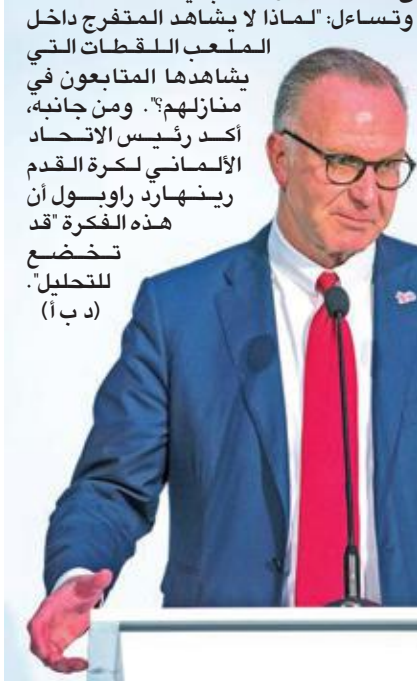 وتساءل: "لماذا لا يشاهد المتفرج داخل
الملعب اللقطات التي
يشاهدها المتابعون في
منازلهم؟". ومن جانبه،
أكد رئيس الاتحاد
الألماني لكرة القدم
رينهارد راوبول أن
هذه الفكرة "قد
تخضع
للتحليل".
(د ب أ)